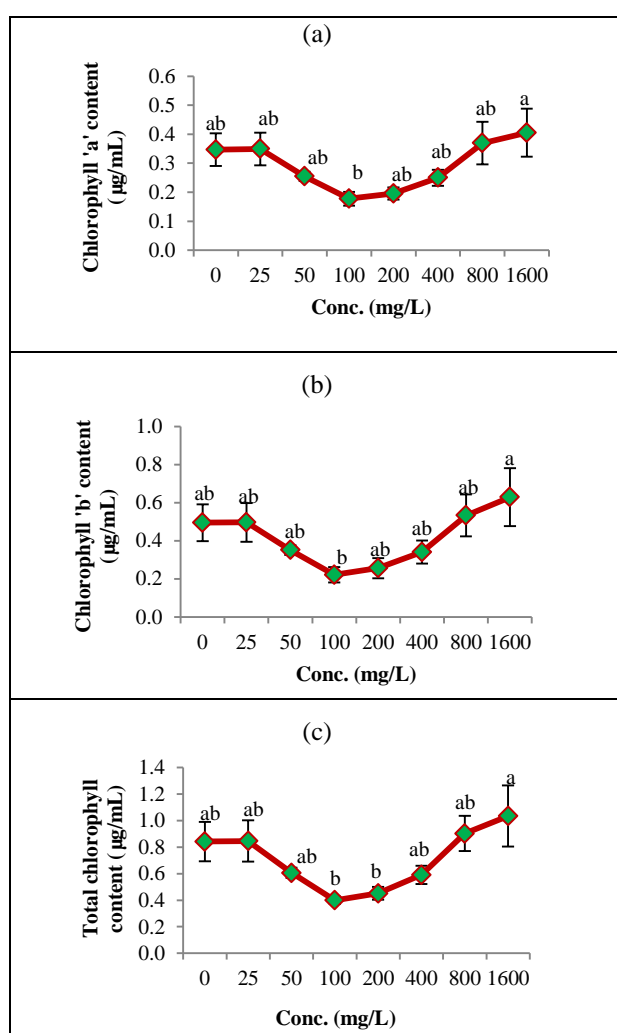 (a)
Chlorophyll 'a' content
(µg/mL)
0.6
0.5
0.4
0.3
0.2
0.1
0.0
ab
ab
ab
b
ab
ab
ab
a
0 25 50 100 200 400 800 1600
Conc. (mg/L)
(b)
Chlorophyll 'b' content
(µg/mL)
1.0
0.8
0.6
0.4
0.2
0.0
ab
ab
ab
b
ab
ab
ab
a
0 25 50 100 200 400 800 1600
Conc. (mg/L)
(c)
Total chlorophyll
content (µg/mL)
1.4
1.2
1.0
0.8
0.6
0.4
0.2
0.0
ab
ab
ab
b
b
ab
ab
a
0 25 50 100 200 400 800 1600
Conc. (mg/L)